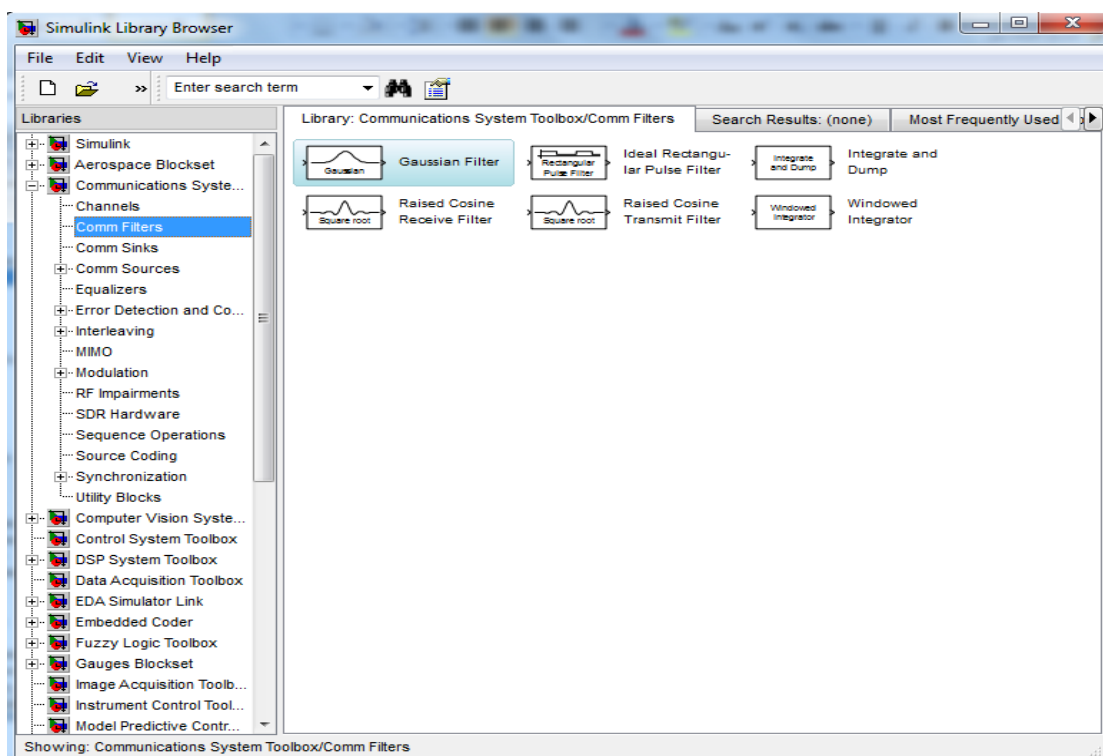 Simulink Library Browser
File Edit View Help
» Enter search term
Libraries
Library: Communications System Toolbox/Comm Filters
Search Results: (none)
Most Frequently Used
Simulink
Aerospace Blockset
Communications Syste...
Channels
Comm Filters
Comm Sinks
Comm Sources
Equalizers
Error Detection and Co...
Interleaving
MIMO
Modulation
RF Impairments
SDR Hardware
Sequence Operations
Source Coding
Synchronization
Utility Blocks
Computer Vision Syste...
Control System Toolbox
DSP System Toolbox
Data Acquisition Toolbox
EDA Simulator Link
Embedded Coder
Fuzzy Logic Toolbox
Gauges Blockset
Image Acquisition Toolb...
Instrument Control Tool...
Model Predictive Contr...
Gaussian
Gaussian Filter
Rectangular
Pulse Filter
Ideal Rectangu-
lar Pulse Filter
Integrate
and Dump
Integrate and
Dump
Square root
Raised Cosine
Receive Filter
Square root
Raised Cosine
Transmit Filter
Windowed
Integrator
Windowed
Integrator
Showing: Communications System Toolbox/Comm Filters